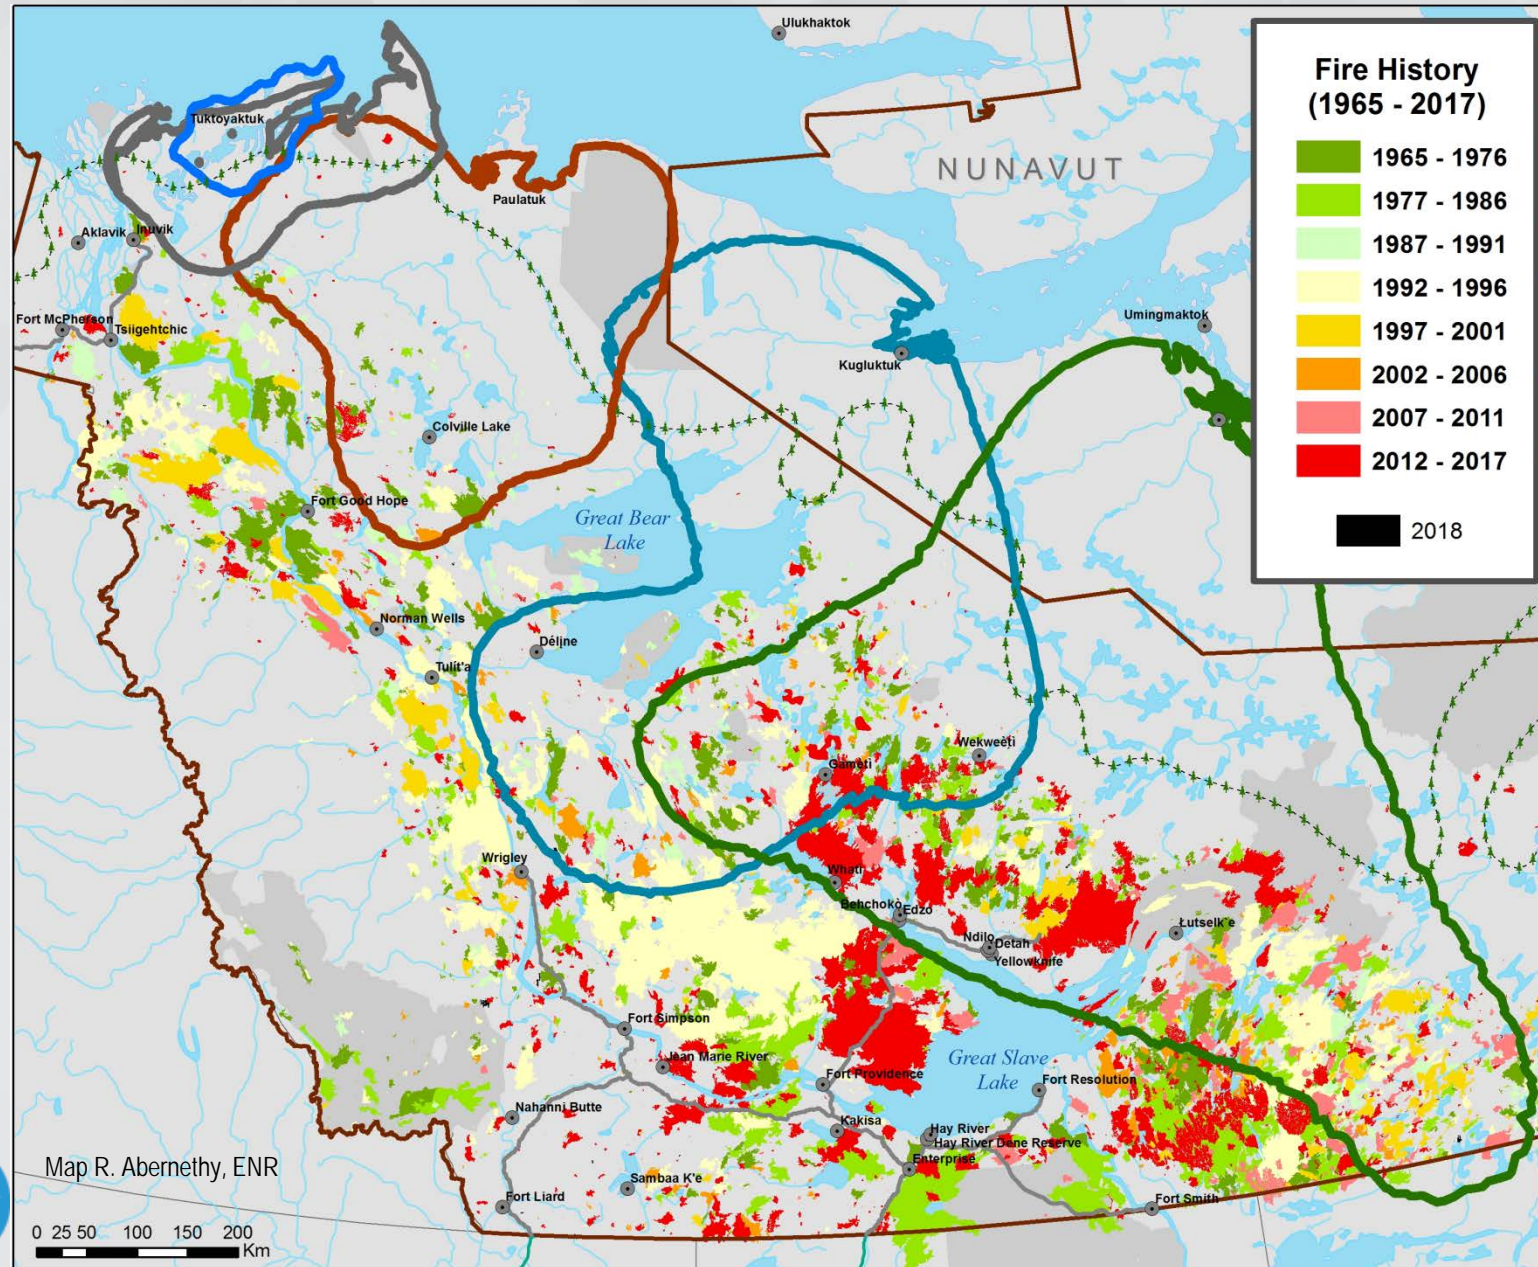 Ulukhaktok
Fire History
(1965 - 2017)
1965 - 1976
1977 - 1986
1987 - 1991
1992 - 1996
1997 - 2001
2002 - 2006
2007 - 2011
2012 - 2017
2018
Tuktoyaktuk
NUNAVUT
Paulatuk
Aklavik
Inuvik
Fort McPherson
Tsiigehtchic
Umingmaktok
Kugluktuk
Colville Lake
Fort Good Hope
Great Bear
Lake
Norman Wells
Déline
Tulít'a
Wekweètì
Gamètì
Wrigley
Whatì
Behchokò
Edzo
Ndilo
Detah
Yellowknife
Łutselk'e
Fort Simpson
Jean Marie River
Great Slave
Lake
Fort Providence
Fort Resolution
Nahanni Butte
Kakisa
Hay River
Hay River Dene Reserve
Enterprise
Map R. Abernethy, ENR
Sambaa K'e
Fort Liard
Fort Smith
0 25 50 100 150 200
Km